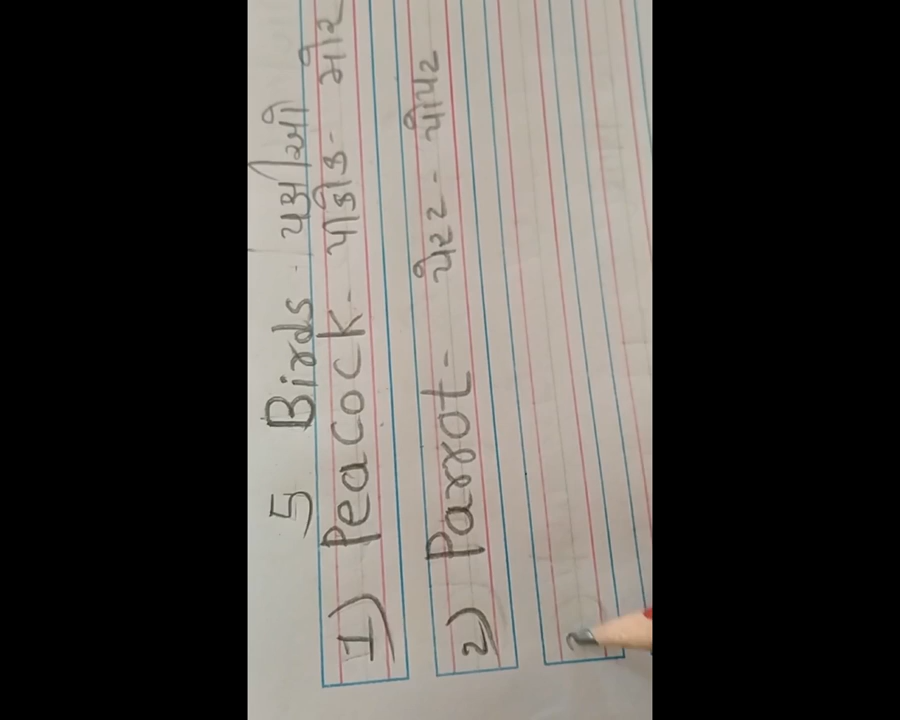 5 Birds - પક્ષીઓ
1) Peacock - પીકોક - મોર
2) Parrot - પેરટ - પોપટ